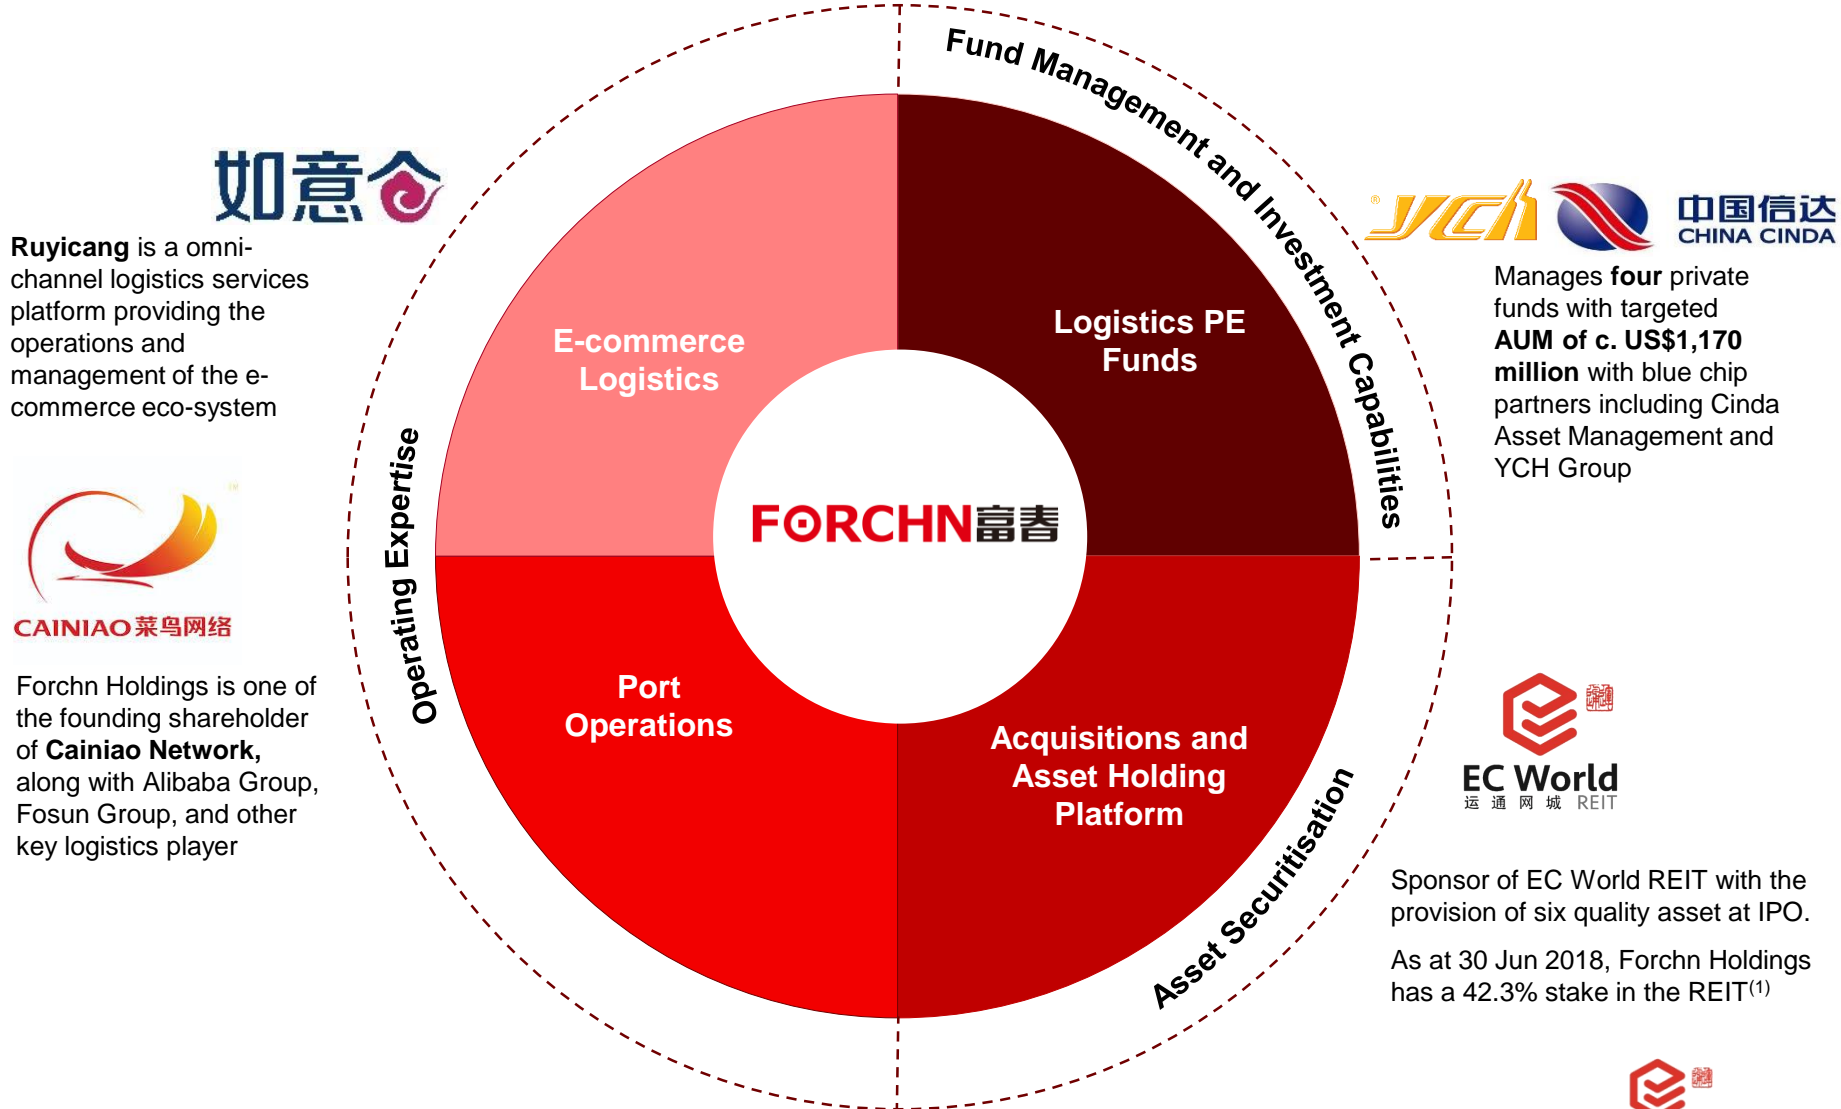 Fund Management and Investment Capabilities
如意仓
Ruyicang is a omni-
channel logistics services
platform providing the
operations and
management of the e-
commerce eco-system
CAINIAO菜鸟网络
Forchn Holdings is one of
the founding shareholder
of Cainiao Network,
along with Alibaba Group,
Fosun Group, and other
key logistics player
Operating Expertise
E-commerce
Logistics
Logistics PE
Funds
FORCHN富春
Port
Operations
Acquisitions and
Asset Holding
Platform
Asset Securitisation
® YCH
中国信达
CHINA CINDA
Manages four private
funds with targeted
AUM of c. US$1,170
million with blue chip
partners including Cinda
Asset Management and
YCH Group
EC World
运通网城 REIT
Sponsor of EC World REIT with the
provision of six quality asset at IPO.
As at 30 Jun 2018, Forchn Holdings
has a 42.3% stake in the REIT(1)